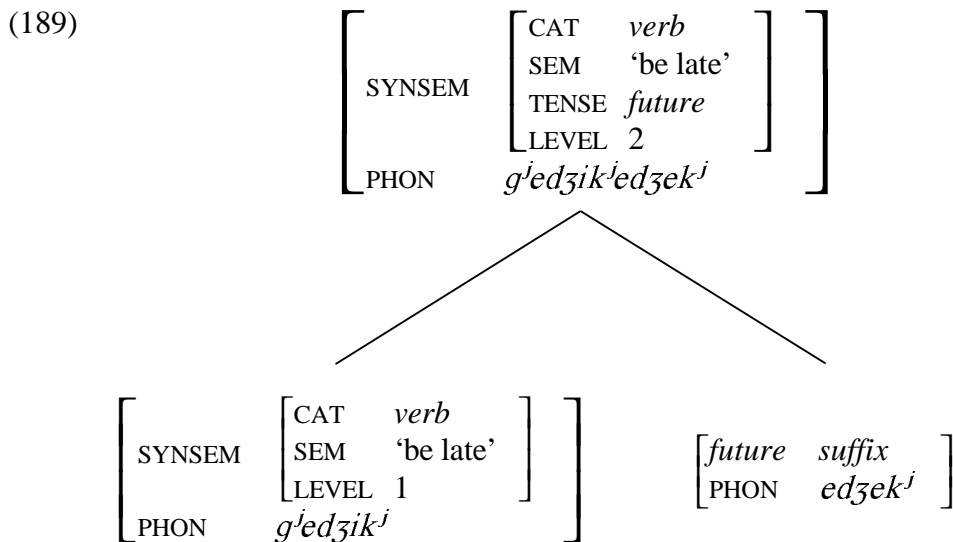 (189)
CAT verb
SEM ‘be late’
SYNSEM
TENSE future
LEVEL 2
PHON gʲedʒikʲedʒekʲ
CAT verb
SYNSEM SEM ‘be late’
LEVEL 1
PHON gʲedʒikʲ
future suffix
PHON edʒekʲ